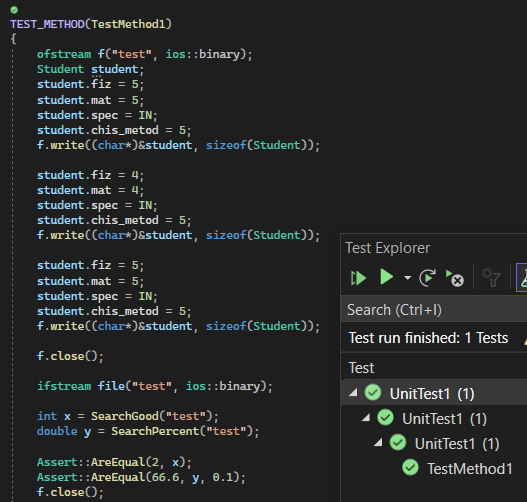 TEST_METHOD(TestMethod1)
{
ofstream f("test", ios::binary);
Student student;
student.fiz = 5;
student.mat = 5;
student.spec = IN;
student.chis_metod = 5;
f.write((char*)&student, sizeof(Student));
student.fiz = 4;
student.mat = 4;
student.spec = IN;
student.chis_metod = 5;
f.write((char*)&student, sizeof(Student));
student.fiz = 5;
student.mat = 5;
student.spec = IN;
student.chis_metod = 5;
f.write((char*)&student, sizeof(Student));
f.close();
ifstream file("test", ios::binary);
int x = SearchGood("test");
double y = SearchPercent("test");
Assert::AreEqual(2, x);
Assert::AreEqual(66.6, y, 0.1);
f.close();
Test Explorer
Search (Ctrl+I)
Test run finished: 1 Tests
Test
UnitTest1 (1)
UnitTest1 (1)
UnitTest1 (1)
TestMethod1